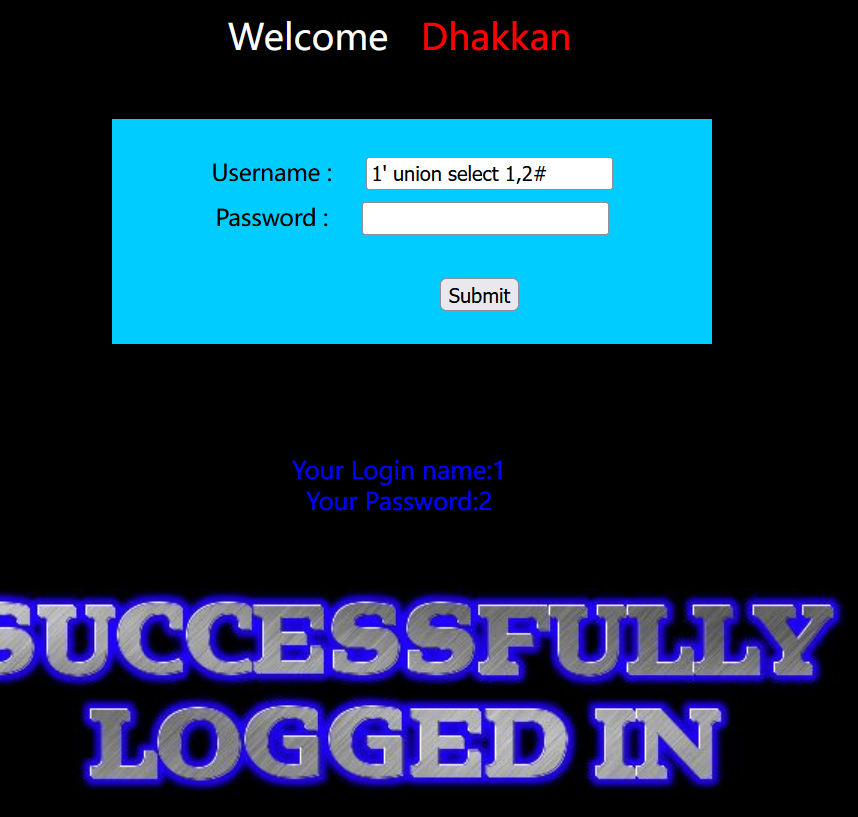 Welcome Dhakkan
Username : 1' union select 1,2#
Password :
Submit
Your Login name:1
Your Password:2
SUCCESSFULLY
LOGGED IN